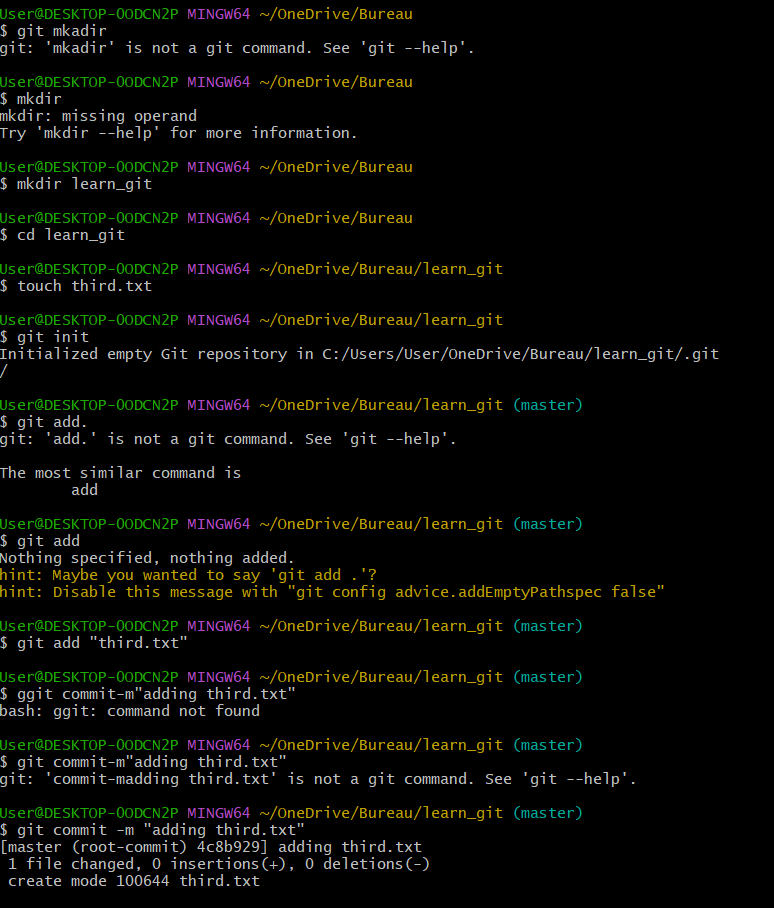 User@DESKTOP-OODCN2P MINGW64 ~/OneDrive/Bureau
$ git mkadir
git: 'mkadir' is not a git command. See 'git --help'.
User@DESKTOP-OODCN2P MINGW64 ~/OneDrive/Bureau
$ mkdir
mkdir: missing operand
Try 'mkdir --help' for more information.
User@DESKTOP-OODCN2P MINGW64 ~/OneDrive/Bureau
$ mkdir learn_git
User@DESKTOP-OODCN2P MINGW64 ~/OneDrive/Bureau
$ cd learn_git
User@DESKTOP-OODCN2P MINGW64 ~/OneDrive/Bureau/learn_git
$ touch third.txt
User@DESKTOP-OODCN2P MINGW64 ~/OneDrive/Bureau/learn_git
$ git init
Initialized empty Git repository in C:/Users/User/OneDrive/Bureau/learn_git/.git
/
User@DESKTOP-OODCN2P MINGW64 ~/OneDrive/Bureau/learn_git (master)
$ git add.
git: 'add.' is not a git command. See 'git --help'.
The most similar command is
add
User@DESKTOP-OODCN2P MINGW64 ~/OneDrive/Bureau/learn_git (master)
$ git add
Nothing specified, nothing added.
hint: Maybe you wanted to say 'git add .'?
hint: Disable this message with "git config advice.addEmptyPathspec false"
User@DESKTOP-OODCN2P MINGW64 ~/OneDrive/Bureau/learn_git (master)
$ git add "third.txt"
User@DESKTOP-OODCN2P MINGW64 ~/OneDrive/Bureau/learn_git (master)
$ ggit commit-m"adding third.txt"
bash: ggit: command not found
User@DESKTOP-OODCN2P MINGW64 ~/OneDrive/Bureau/learn_git (master)
$ git commit-m"adding third.txt"
git: 'commit-madding third.txt' is not a git command. See 'git --help'.
User@DESKTOP-OODCN2P MINGW64 ~/OneDrive/Bureau/learn_git (master)
$ git commit -m "adding third.txt"
[master (root-commit) 4c8b929] adding third.txt
1 file changed, 0 insertions(+), 0 deletions(-)
create mode 100644 third.txt